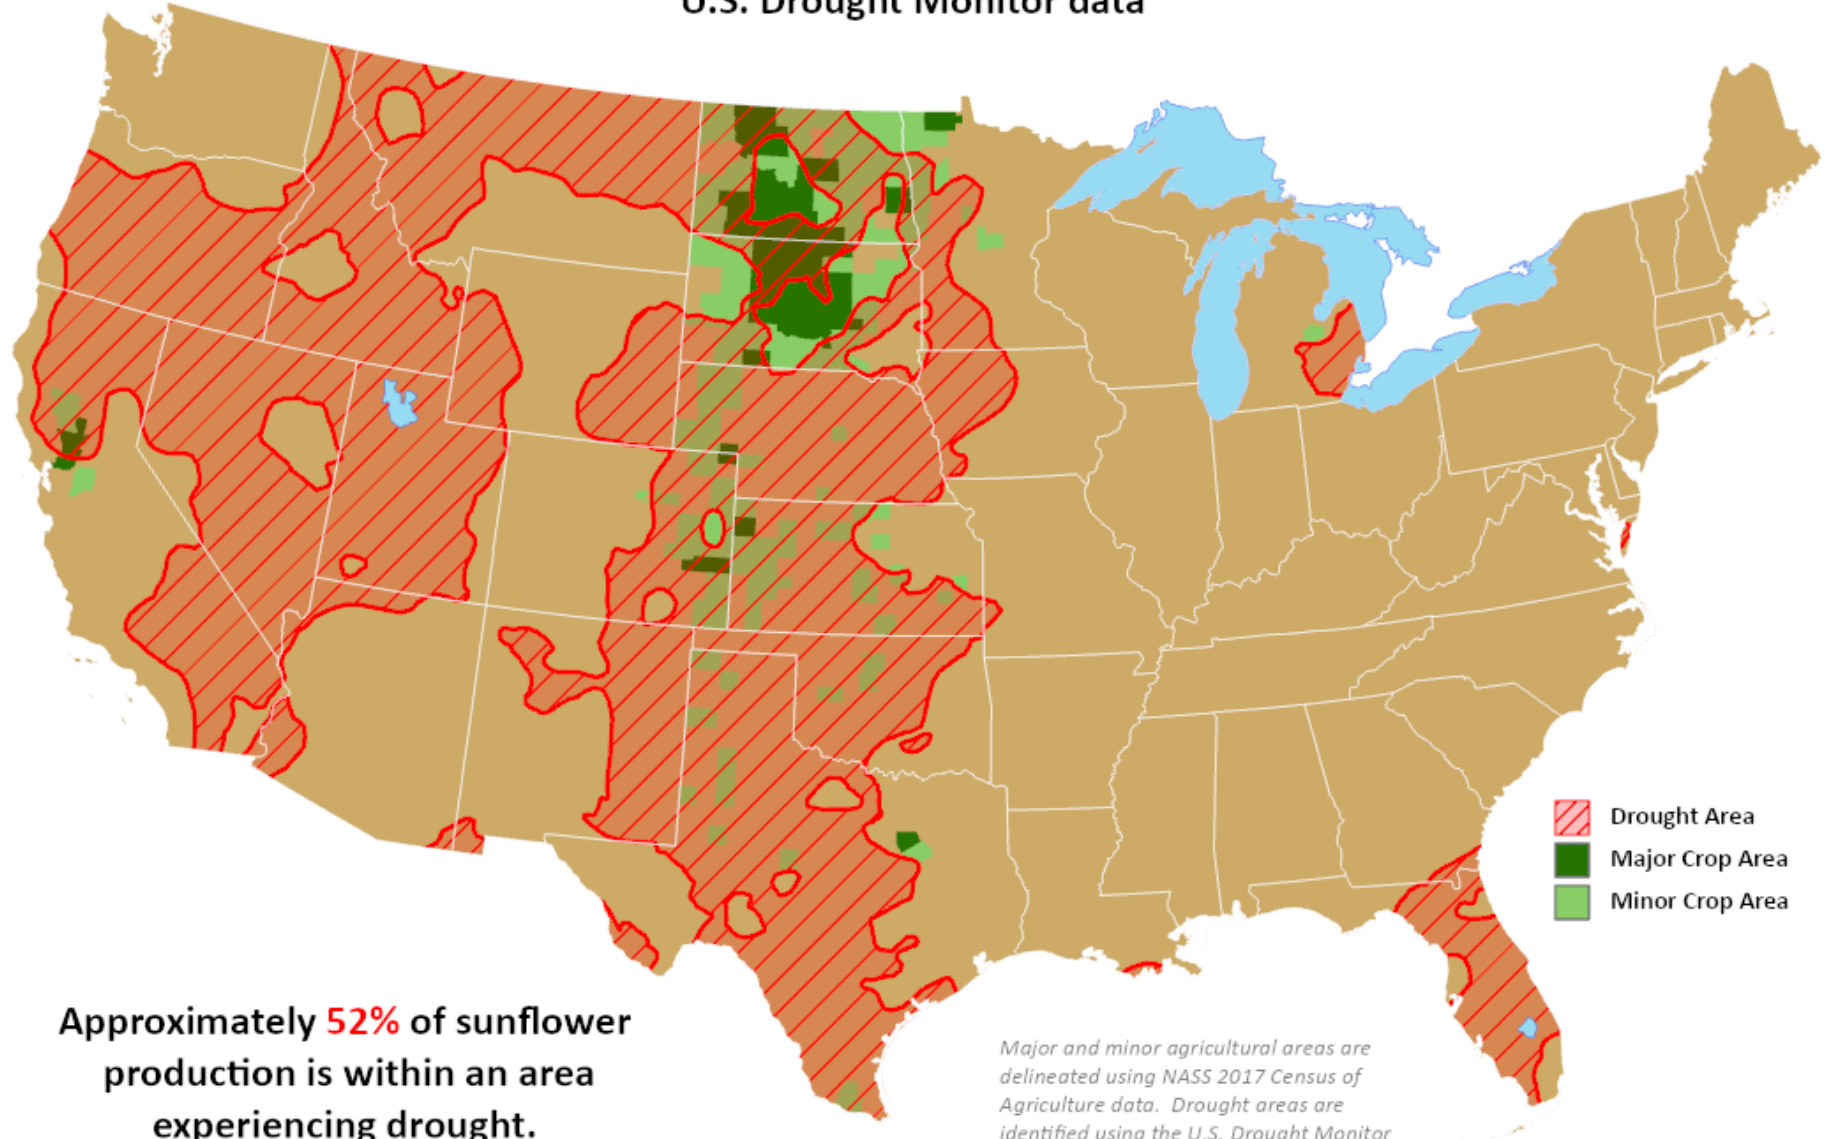 U.S. Drought Monitor data
Drought Area
Major Crop Area
Minor Crop Area
Approximately 52% of sunflower
production is within an area
experiencing drought.
Major and minor agricultural areas are
delineated using NASS 2017 Census of
Agriculture data. Drought areas are
identified using the U.S. Drought Monitor